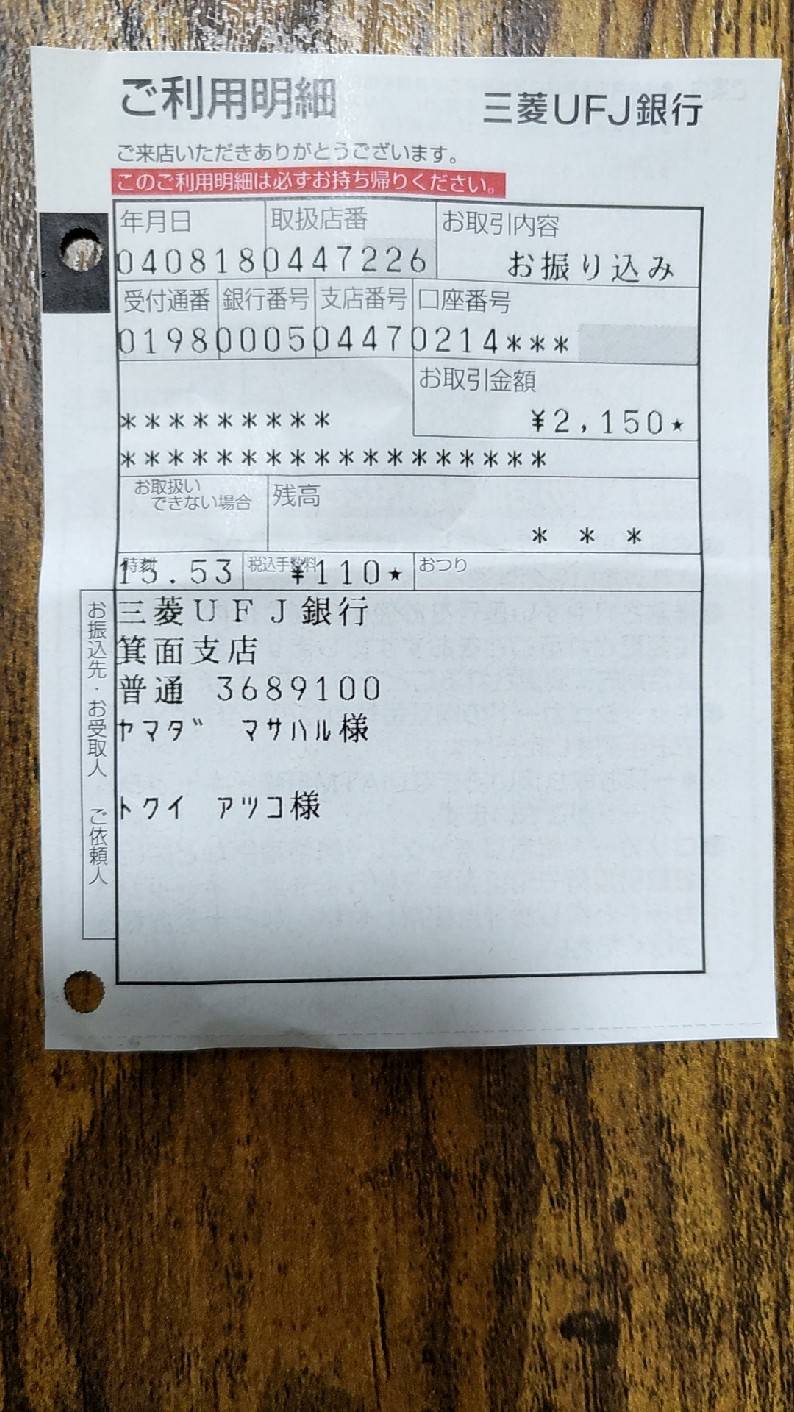 ご利用明細 三菱UFJ銀行
ご来店いただきありがとうございます。
このご利用明細は必ずお持ち帰りください。
年月日 取扱店番 お取引内容
040818 0447226 お振り込み
受付通番 銀行番号 支店番号 口座番号
0198 0005 0447 0214***
お取引金額
********* ¥2,150★
******************
お取扱いできない場合 残高
* * *
時刻 税込手数料 おつり
15.53 ¥110★
お振込先・お受取人 ご依頼人
三菱UFJ銀行
箕面支店
普通 3689100
ヤマダ マサハル様
トクイ アツコ様